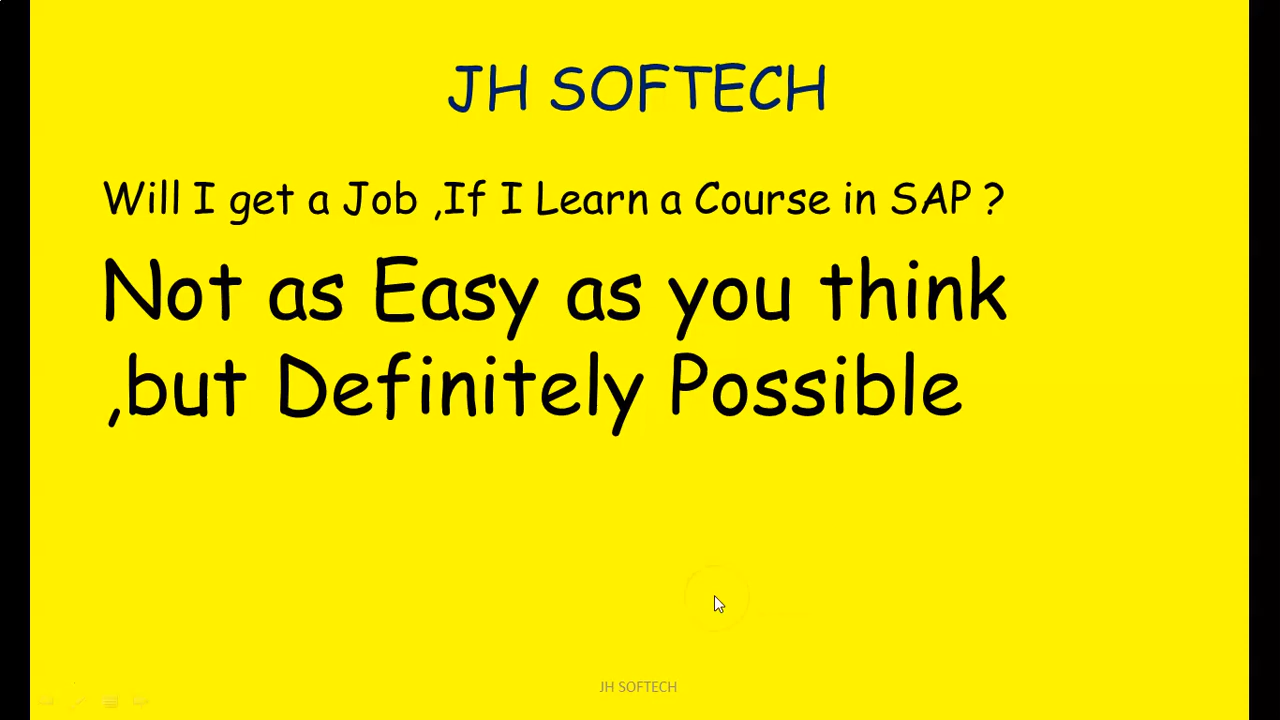 JH SOFTECH
Will I get a Job ,If I Learn a Course in SAP ?
Not as Easy as you think
,but Definitely Possible
JH SOFTECH